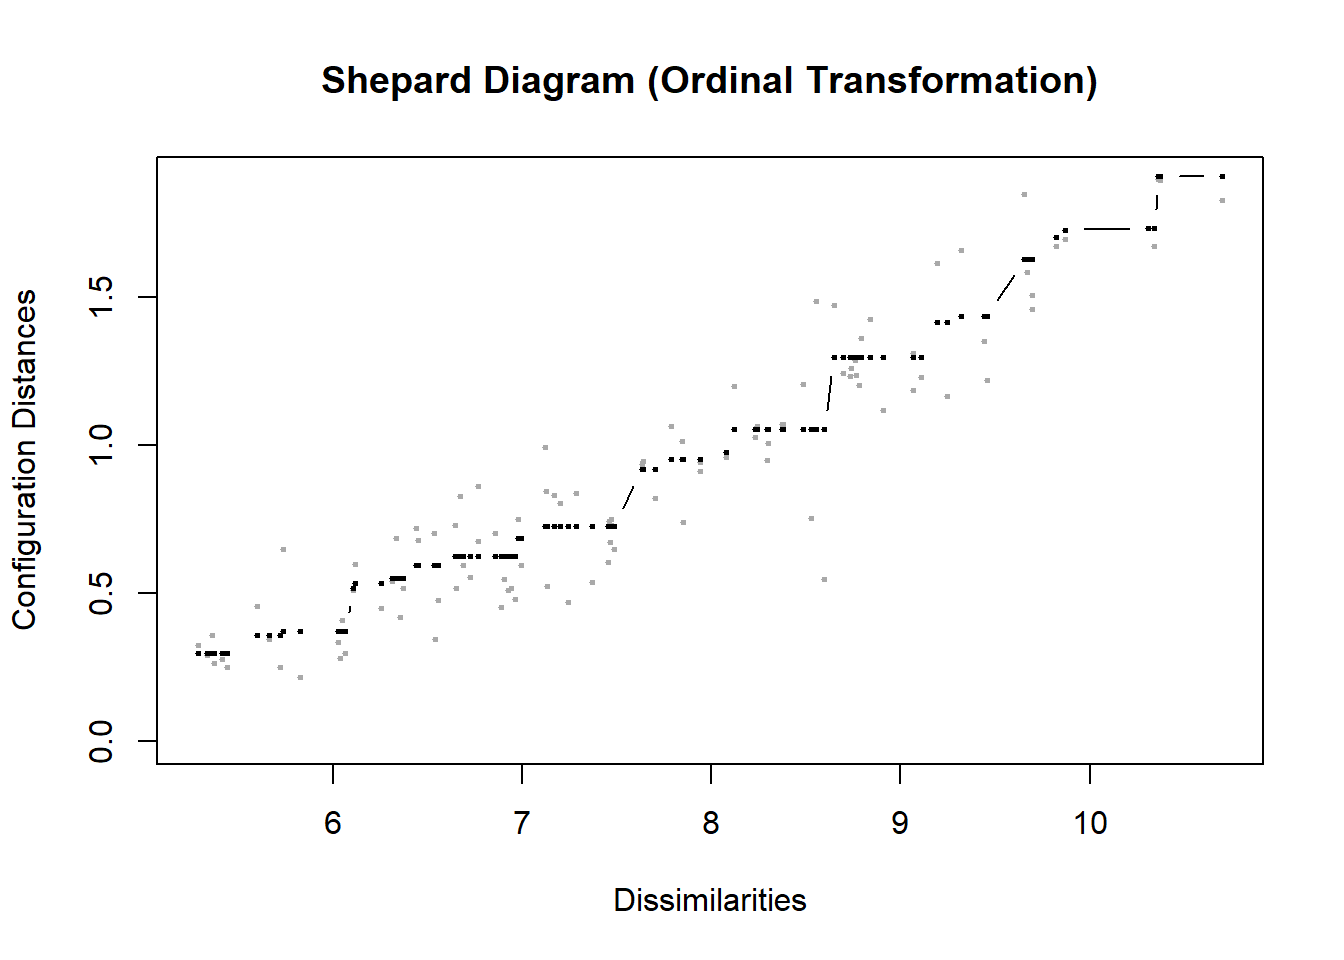 Shepard Diagram (Ordinal Transformation)
Configuration Distances
1.5
1.0
0.5
0.0
6 7 8 9 10
Dissimilarities